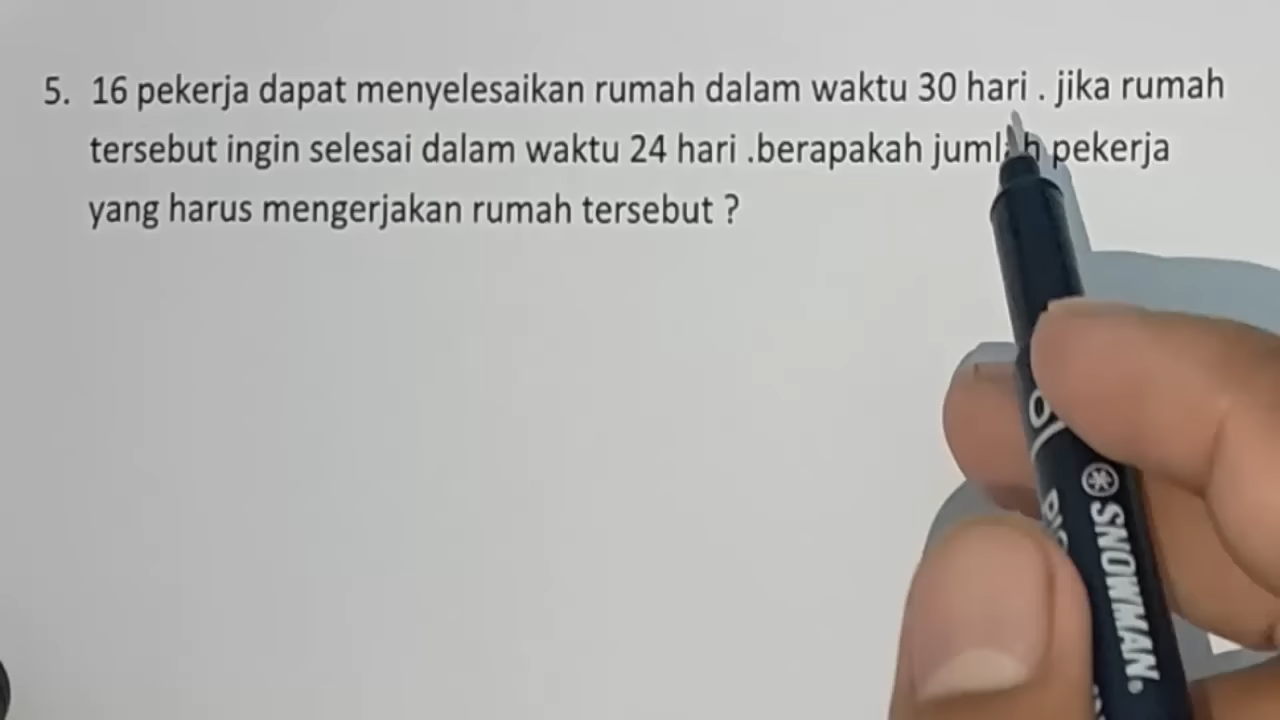 5. 16 pekerja dapat menyelesaikan rumah dalam waktu 30 hari . jika rumah
tersebut ingin selesai dalam waktu 24 hari .berapakah jumlah pekerja
yang harus mengerjakan rumah tersebut ?
SNOWMAN.